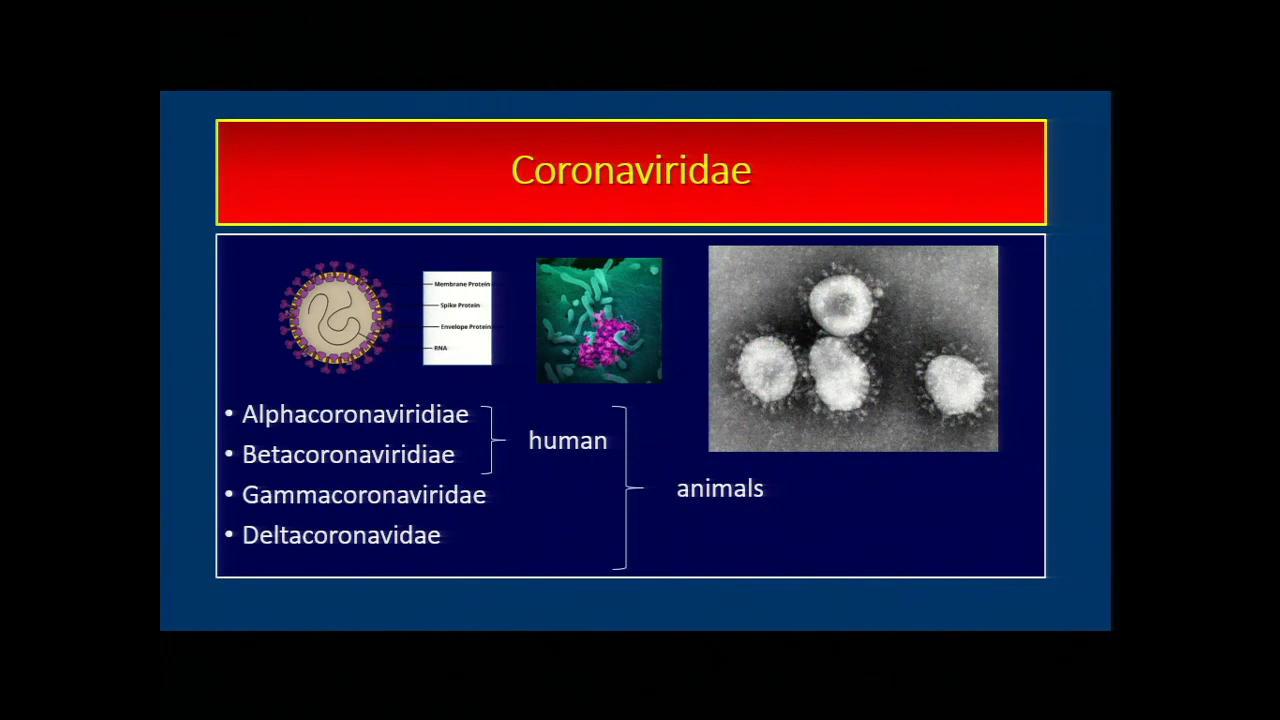 Coronaviridae
Membrane Protein
Spike Protein
Envelope Protein
RNA
• Alphacoronaviridiae
• Betacoronaviridiae
• Gammacoronaviridae
• Deltacoronavidae
human
animals